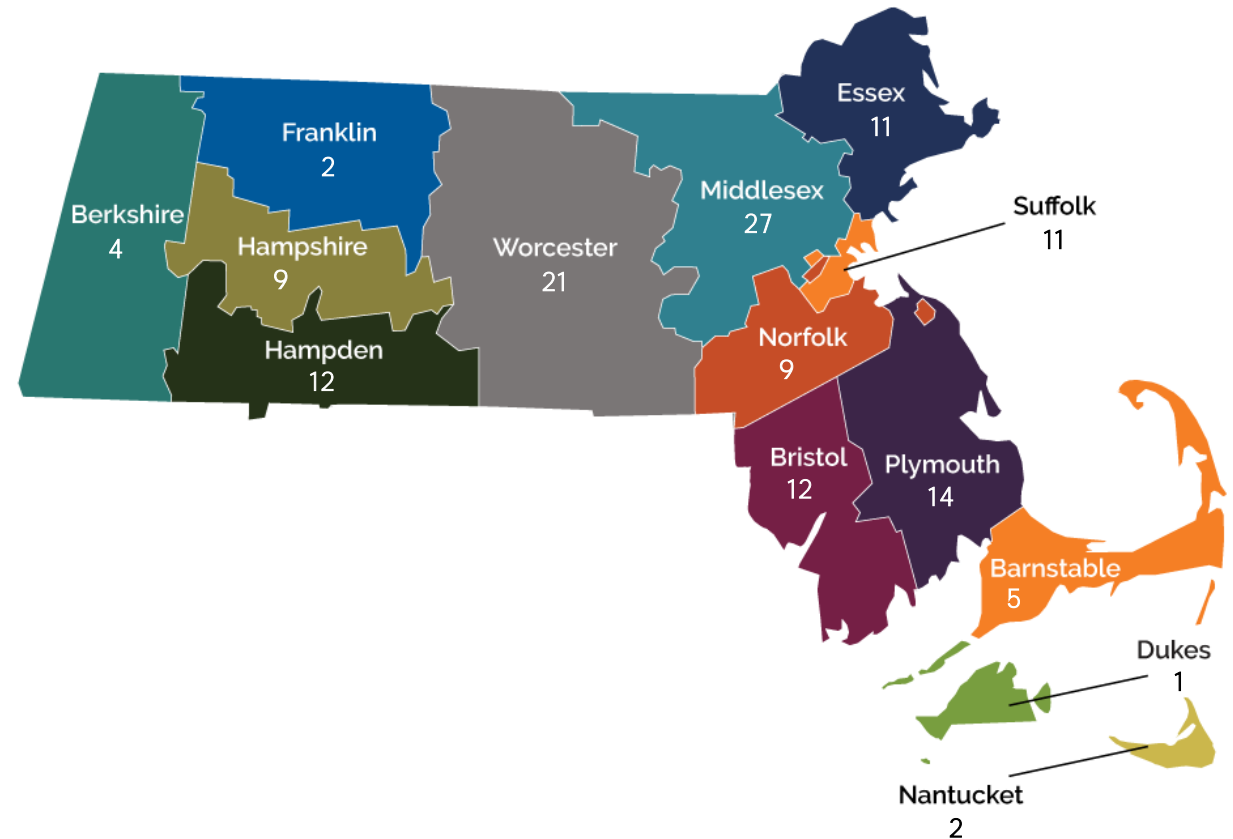 Essex
11
Franklin
2
Middlesex
27
Suffolk
11
Berkshire
4
Hampshire
9
Worcester
21
Norfolk
9
Hampden
12
Bristol
12
Plymouth
14
Barnstable
5
Dukes
1
Nantucket
2